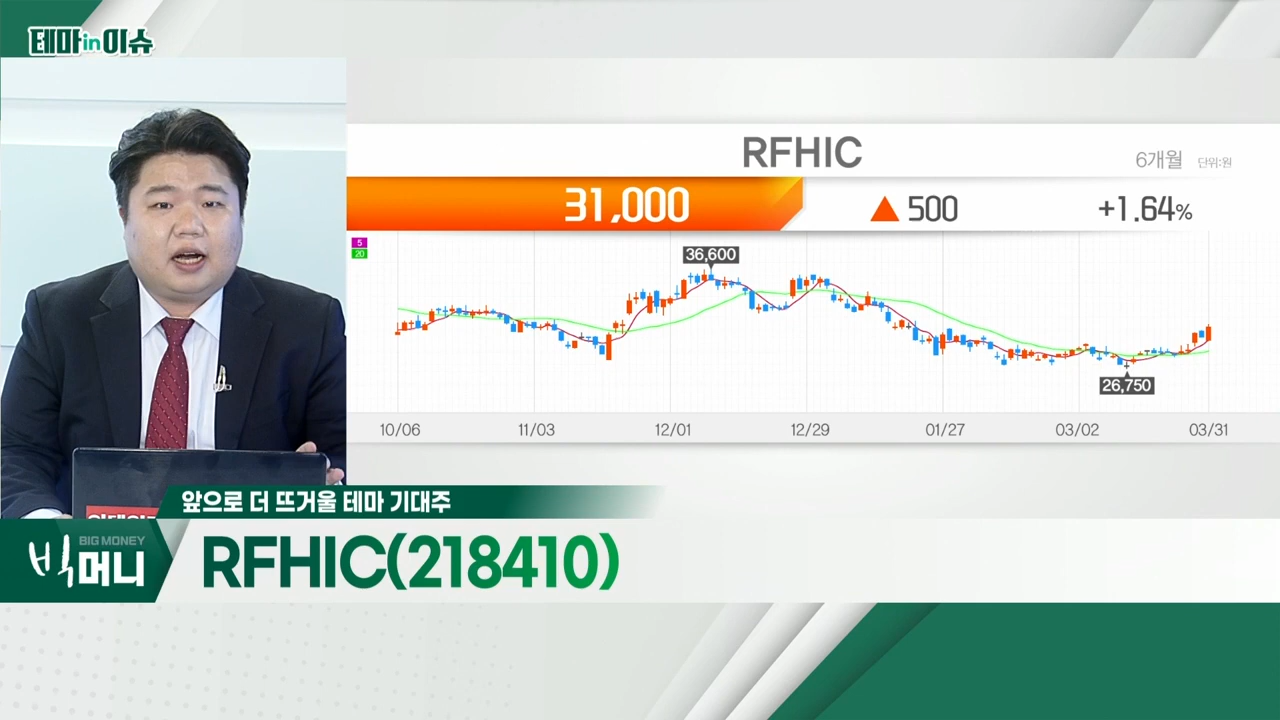 테마in이슈
RFHIC
6개월 단위:원
31,000
▲ 500
+1.64%
5
20
36,600
26,750
10/06 11/03 12/01 12/29 01/27 03/02 03/31
앞으로 더 뜨거울 테마 기대주
BIG MONEY
빅머니
RFHIC(218410)